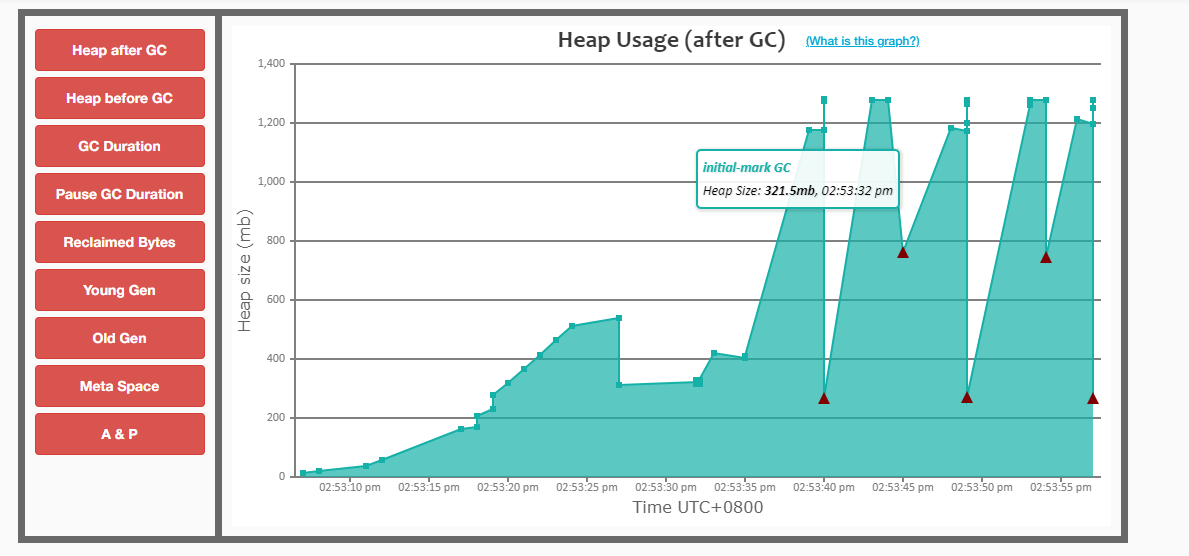 Heap after GC
Heap before GC
GC Duration
Pause GC Duration
Reclaimed Bytes
Young Gen
Old Gen
Meta Space
A & P
Heap Usage (after GC) (What is this graph?)
Heap size (mb)
1,400
1,200
1,000
800
600
400
200
0
initial-mark GC
Heap Size: 321.5mb, 02:53:32 pm
02:53:10 pm 02:53:15 pm 02:53:20 pm 02:53:25 pm 02:53:30 pm 02:53:35 pm 02:53:40 pm 02:53:45 pm 02:53:50 pm 02:53:55 pm
Time UTC+0800